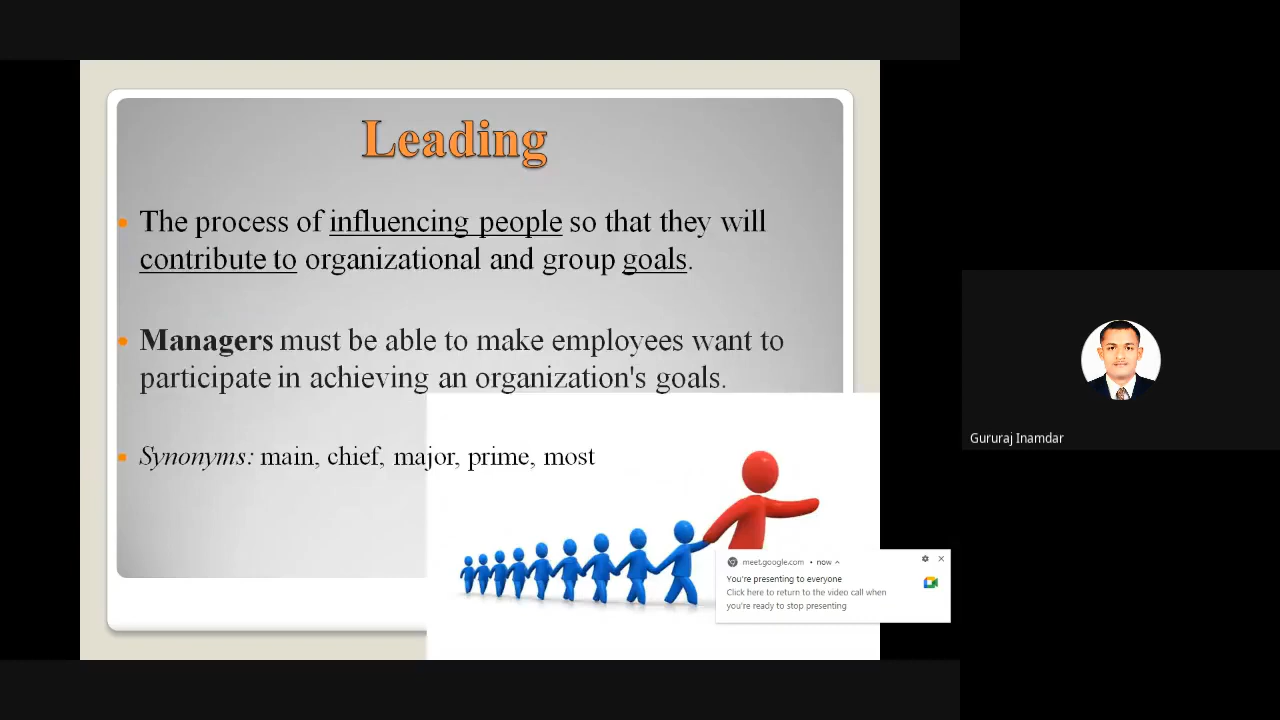 Leading
The process of influencing people so that they will
contribute to organizational and group goals.
Managers must be able to make employees want to
participate in achieving an organization's goals.
Synonyms: main, chief, major, prime, most
meet.google.com • now
You're presenting to everyone
Click here to return to the video call when
you're ready to stop presenting
Gururaj Inamdar